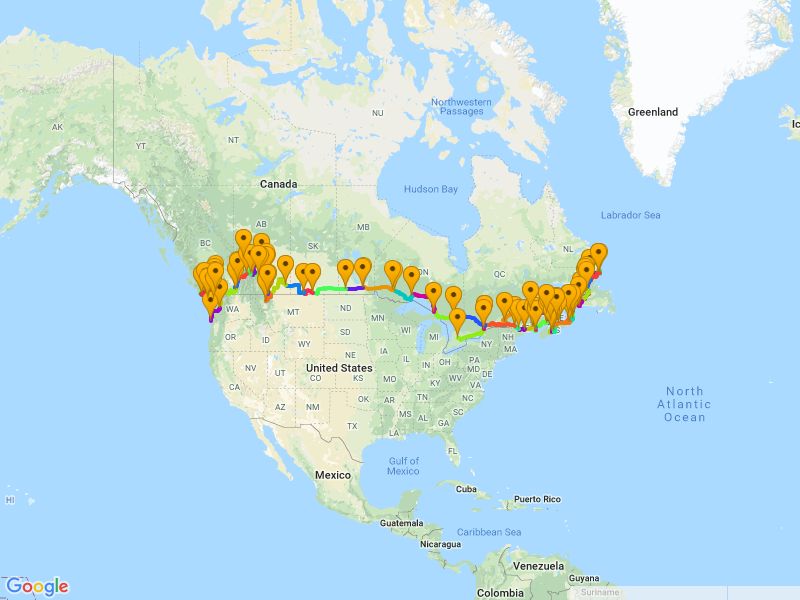 Greenland
Ic
Northwestern
Passages
NU
AK
NT
YT
Canada
Hudson Bay
Labrador Sea
AB
BC
SK
MB
NL
ON
QC
WA
MT
ND
MN
OR
ID
WI
MI
NY
NH
MA
NV
UT
United States
CO
KS
MO
IL
IN
OH
PA
WV
KY
VA
MD
DE
NC
CA
AZ
NM
OK
AR
TN
SC
MS
AL
GA
TX
LA
FL
North
Atlantic
Ocean
Gulf of
Mexico
Mexico
HI
Cuba
Puerto Rico
Guatemala
Caribbean Sea
Nicaragua
Venezuela
Guyana
Google
Colombia
Suriname